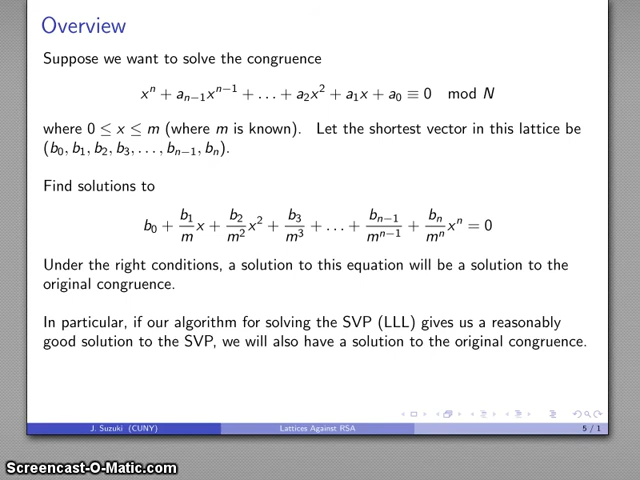 Overview
Suppose we want to solve the congruence
xⁿ + aₙ₋₁xⁿ⁻¹ + . . . + a₂x² + a₁x + a₀ ≡ 0 mod N
where 0 ≤ x ≤ m (where m is known). Let the shortest vector in this lattice be
(b₀, b₁, b₂, b₃, . . . , bₙ₋₁, bₙ).
Find solutions to
b₀ + b₁/m x + b₂/m² x² + b₃/m³ + . . . + bₙ₋₁/mⁿ⁻¹ + bₙ/mⁿ xⁿ = 0
Under the right conditions, a solution to this equation will be a solution to the
original congruence.
In particular, if our algorithm for solving the SVP (LLL) gives us a reasonably
good solution to the SVP, we will also have a solution to the original congruence.
J. Suzuki (CUNY) Lattices Against RSA 5 / 1
Screencast-O-Matic.com